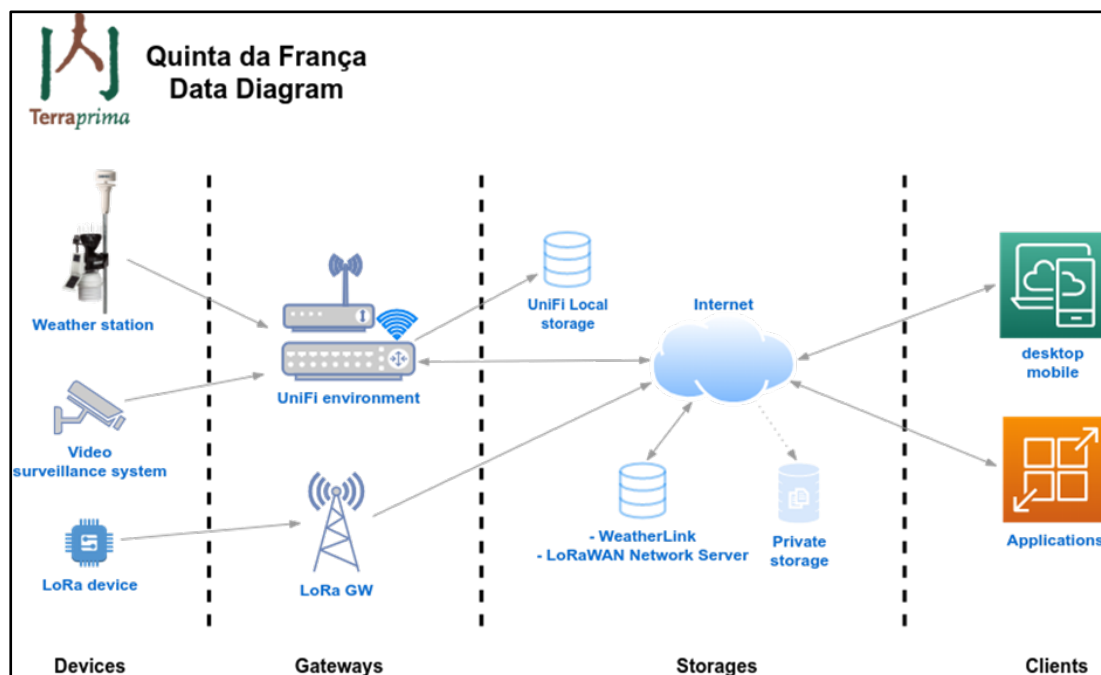 Quinta da França
Data Diagram
Terraprima
Weather station
Video
surveillance system
LoRa device
UniFi environment
LoRa GW
UniFi Local
storage
Internet
- WeatherLink
- LoRaWAN Network Server
Private
storage
desktop
mobile
Applications
Devices
Gateways
Storages
Clients